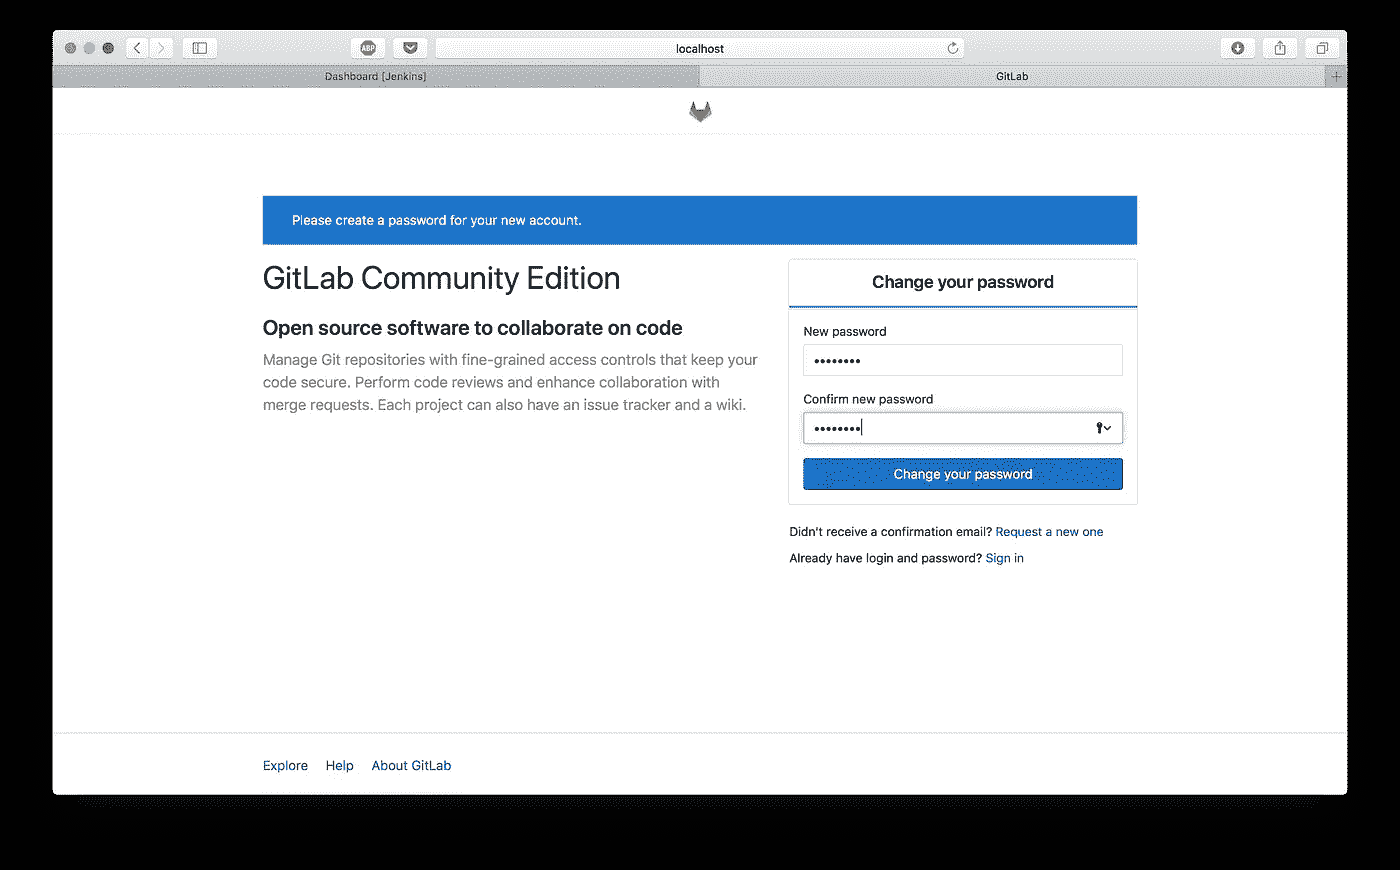 ABP
localhost
Dashboard [Jenkins]
GitLab
Please create a password for your new account.
GitLab Community Edition
Open source software to collaborate on code
Manage Git repositories with fine-grained access controls that keep your
code secure. Perform code reviews and enhance collaboration with
merge requests. Each project can also have an issue tracker and a wiki.
Change your password
New password
••••••••
Confirm new password
••••••••
Change your password
Didn't receive a confirmation email? Request a new one
Already have login and password? Sign in
Explore Help About GitLab